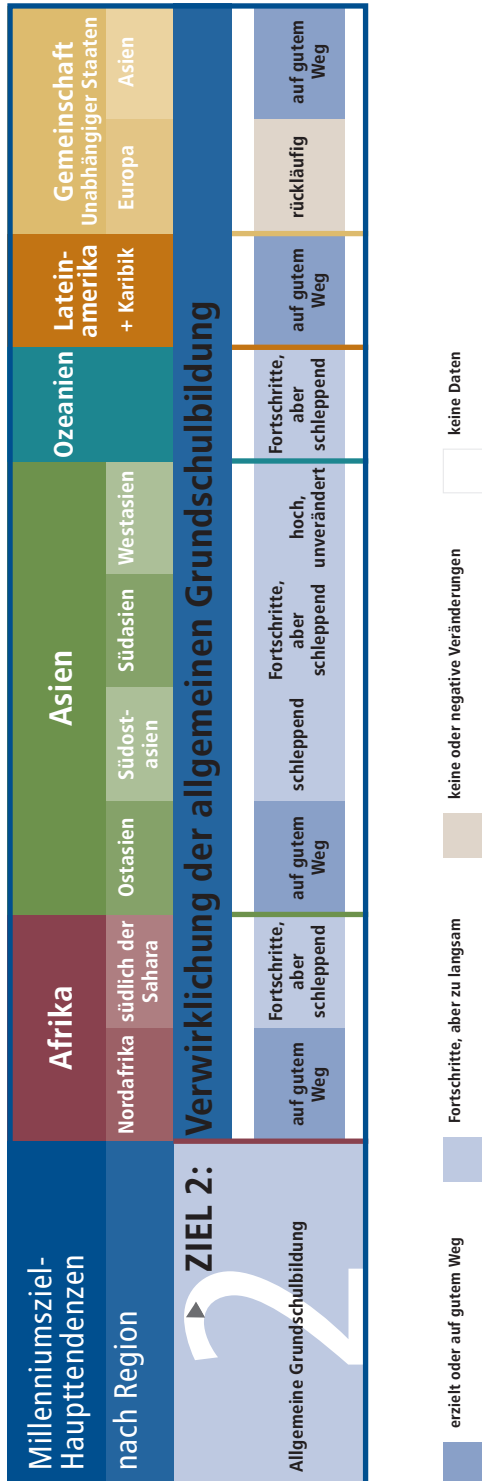 Millenniumsziel-
Haupttendenzen
nach Region
Afrika
Nordafrika
südlich der
Sahara
Asien
Ostasien
Südost-
asien
Südasien
Westasien
Ozeanien
Latein-
amerika
+ Karibik
Gemeinschaft
Unabhängiger Staaten
Europa
Asien
2
ZIEL 2: Verwirklichung der allgemeinen Grundschulbildung
Allgemeine Grundschulbildung
auf gutem
Weg
Fortschritte,
aber
schleppend
auf gutem
Weg
schleppend
Fortschritte,
aber
schleppend
hoch,
unverändert
Fortschritte,
aber
schleppend
auf gutem
Weg
rückläufig
auf gutem
Weg
erzielt oder auf gutem Weg
Fortschritte, aber zu langsam
keine oder negative Veränderungen
keine Daten